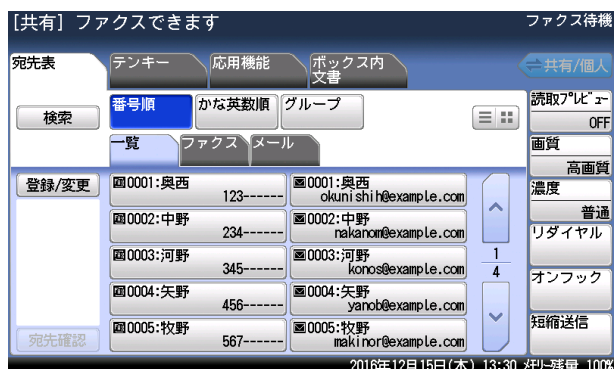 [共有] ファクスできます
ファクス待機
宛先表
テンキー
応用機能
ボックス内
文書
共有/個人
検索
番号順
かな英数順
グループ
読取プレビュー
OFF
一覧
ファクス
メール
画質
高画質
登録/変更
0001:奥西
123------
0001:奥西
okunishih@example.com
濃度
普通
0002:中野
234------
0002:中野
nakanom@example.com
リダイヤル
0003:河野
345------
0003:河野
konos@example.com
1
4
オンフック
0004:矢野
456------
0004:矢野
yanob@example.com
0005:牧野
567------
0005:牧野
makinor@example.com
短縮送信
宛先確認
2016年12月15日(木) 13:30 メモリー残量 100%